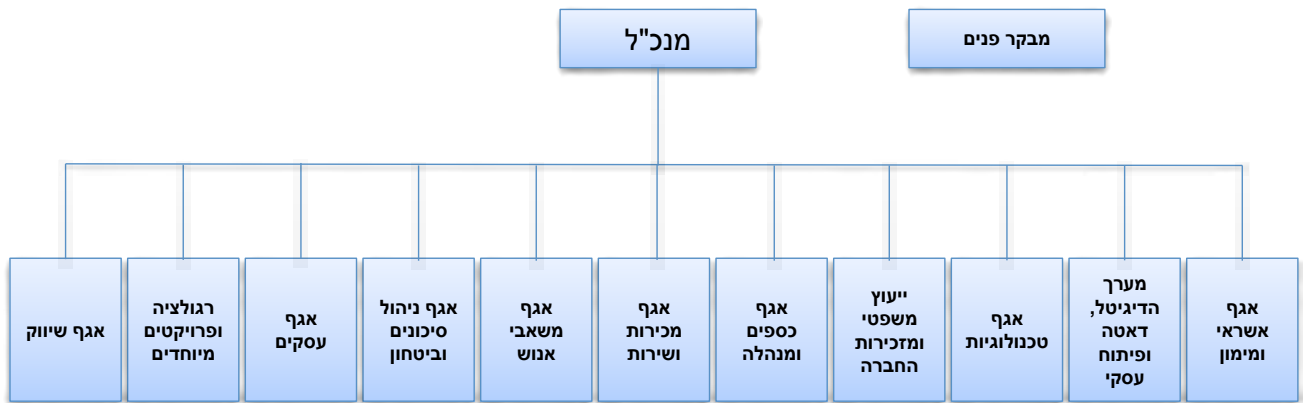 מנכ"ל
מבקר פנים
אגף
אשראי
ומימון
מערך
הדיגיטל,
דאטה
ופיתוח
עסקי
אגף
טכנולוגיות
ייעוץ
משפטי
ומזכירות
החברה
אגף
כספים
ומנהלה
אגף
מכירות
ושירות
אגף
משאבי
אנוש
אגף ניהול
סיכונים
וביטחון
אגף
עסקים
רגולציה
ופרויקטים
מיוחדים
אגף שיווק